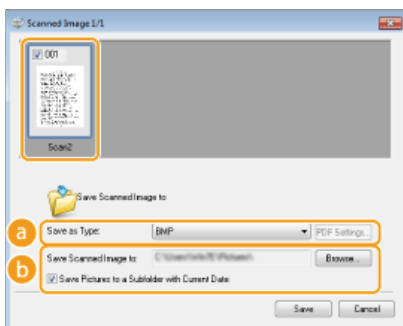 Scanned Image 1/1
001
Scan2
Save Scanned Image to
a
Save as Type:
BMP
PDF Settings...
b
Save Scanned Image to:
Browse...
Save Pictures to a Subfolder with Current Date
Save
Cancel